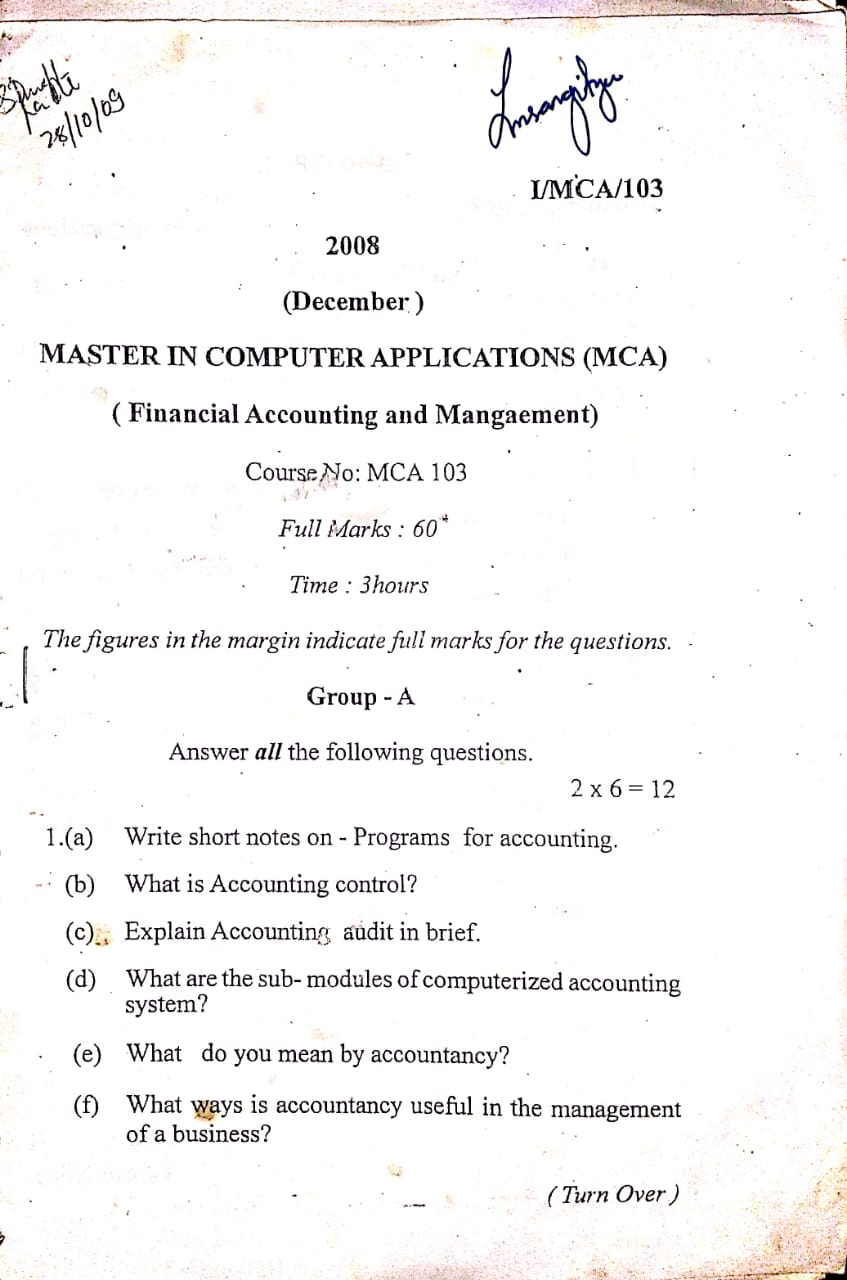 28/10/09
I/MCA/103
2008
(December )
MASTER IN COMPUTER APPLICATIONS (MCA)
( Financial Accounting and Mangaement)
Course No: MCA 103
Full Marks : 60
Time : 3hours
The figures in the margin indicate full marks for the questions.
Group - A
Answer all the following questions.
2 x 6 = 12
1.(a) Write short notes on - Programs for accounting.
(b) What is Accounting control?
(c) Explain Accounting audit in brief.
(d) What are the sub- modules of computerized accounting
system?
(e) What do you mean by accountancy?
(f) What ways is accountancy useful in the management
of a business?
( Turn Over )